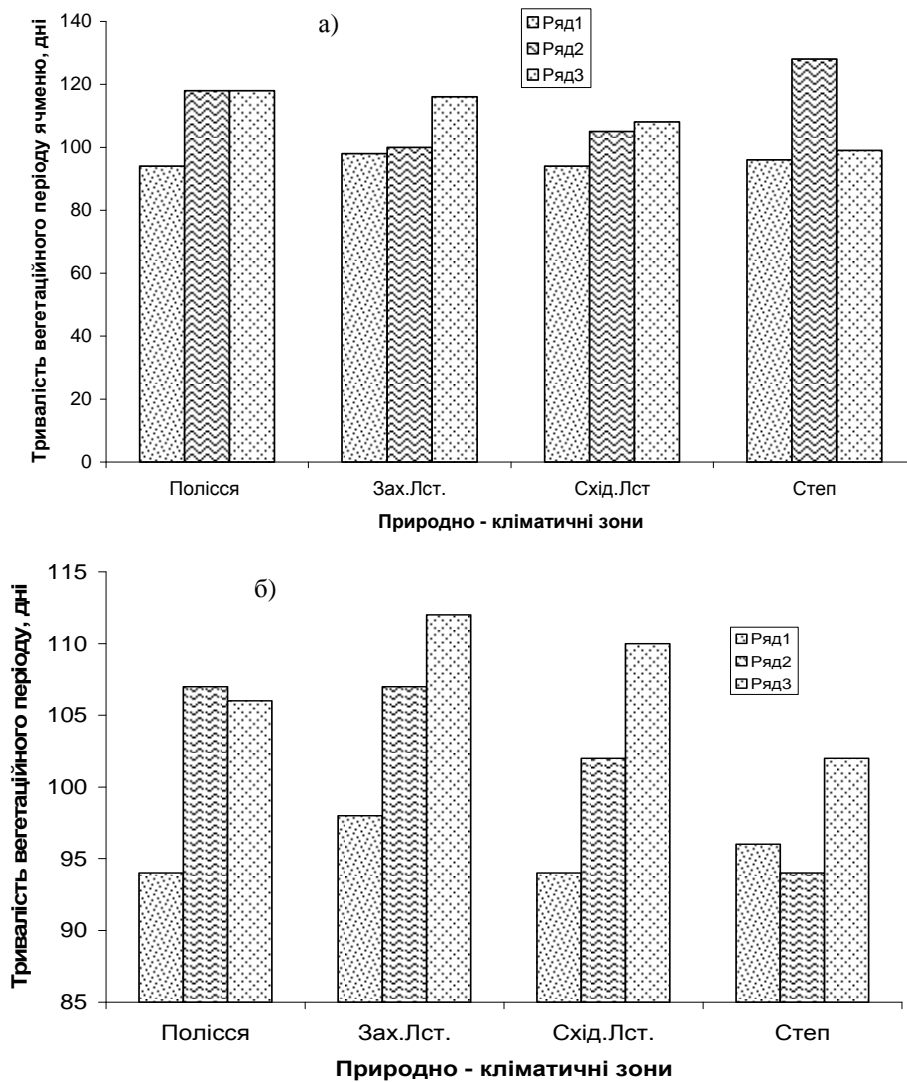 а)
Ряд1
Ряд2
Ряд3
Тривалість вегетаційного періоду ячменю, дні
140
120
100
80
60
40
20
0
Полісся Зах.Лст. Схід.Лст Степ
Природно - кліматичні зони
б)
Ряд1
Ряд2
Ряд3
Тривалість вегетаційного періоду, дні
115
110
105
100
95
90
85
Полісся Зах.Лст. Схід.Лст. Степ
Природно - кліматичні зони